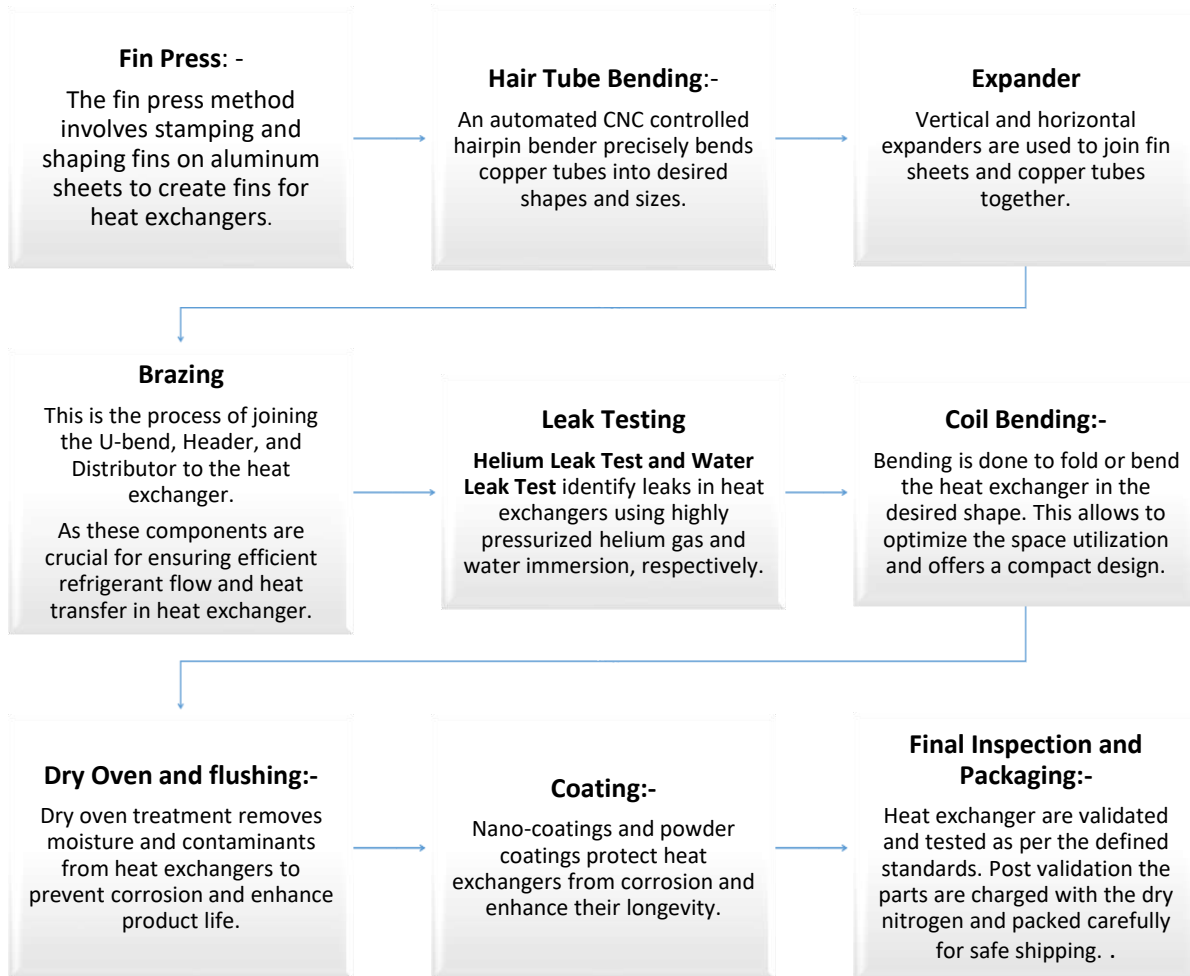 Fin Press: -
The fin press method
involves stamping and
shaping fins on aluminum
sheets to create fins for
heat exchangers.
Hair Tube Bending:-
An automated CNC controlled
hairpin bender precisely bends
copper tubes into desired
shapes and sizes.
Expander
Vertical and horizontal
expanders are used to join fin
sheets and copper tubes
together.
Brazing
This is the process of joining
the U-bend, Header, and
Distributor to the heat
exchanger.
As these components are
crucial for ensuring efficient
refrigerant flow and heat
transfer in heat exchanger.
Leak Testing
Helium Leak Test and Water
Leak Test identify leaks in heat
exchangers using highly
pressurized helium gas and
water immersion, respectively.
Coil Bending:-
Bending is done to fold or bend
the heat exchanger in the
desired shape. This allows to
optimize the space utilization
and offers a compact design.
Dry Oven and flushing:-
Dry oven treatment removes
moisture and contaminants
from heat exchangers to
prevent corrosion and enhance
product life.
Coating:-
Nano-coatings and powder
coatings protect heat
exchangers from corrosion and
enhance their longevity.
Final Inspection and
Packaging:-
Heat exchanger are validated
and tested as per the defined
standards. Post validation the
parts are charged with the dry
nitrogen and packed carefully
for safe shipping. .